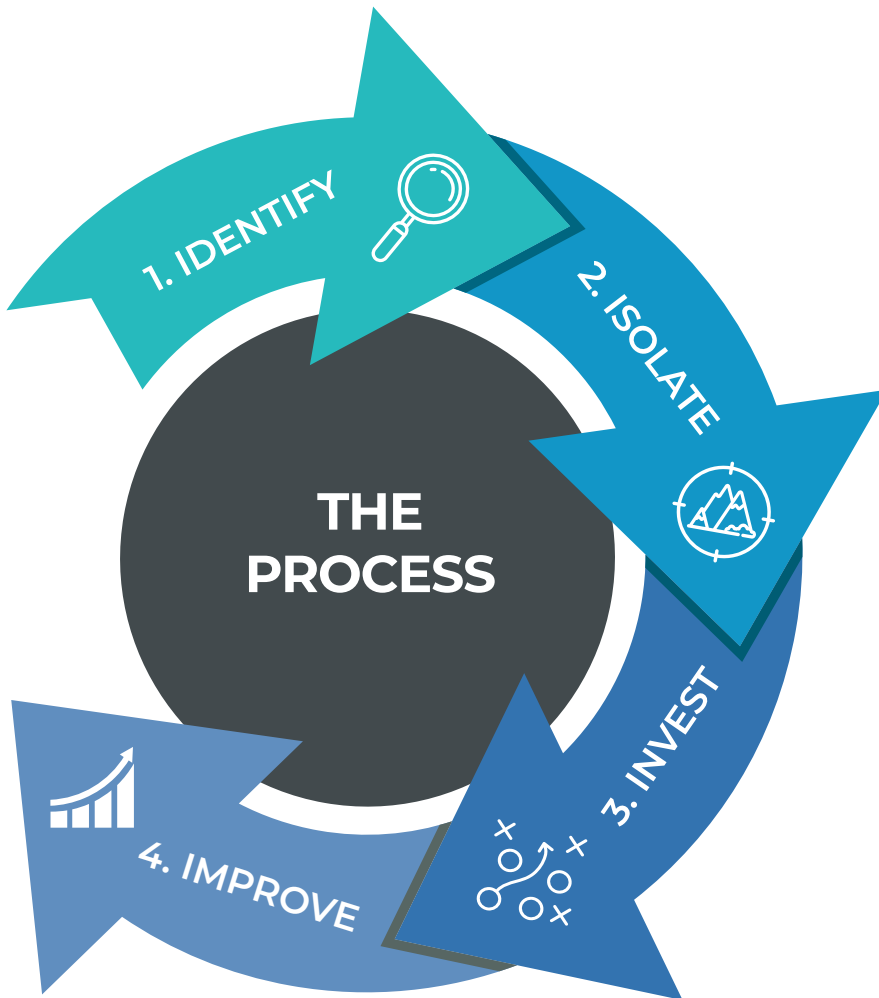 1. IDENTIFY
2. ISOLATE
3. INVEST
4. IMPROVE
THE
PROCESS